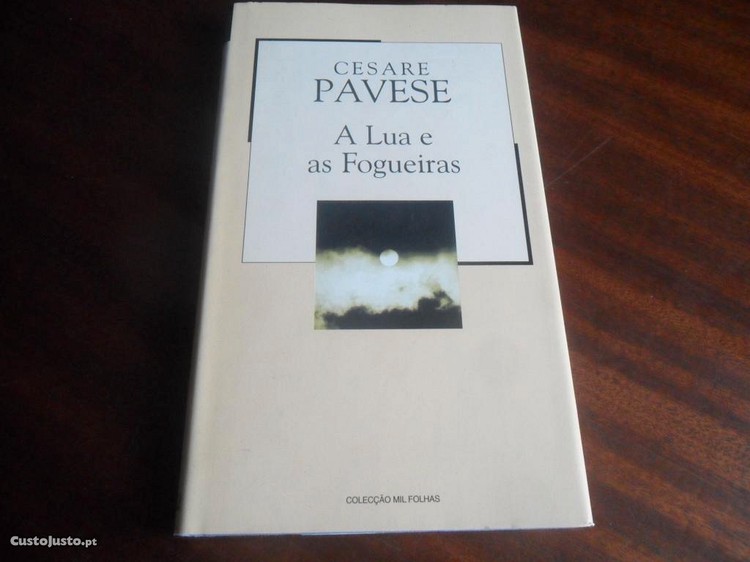 CESARE
PAVESE
A Lua e
as Fogueiras
COLECÇÃO MIL FOLHAS
CustoJusto.pt